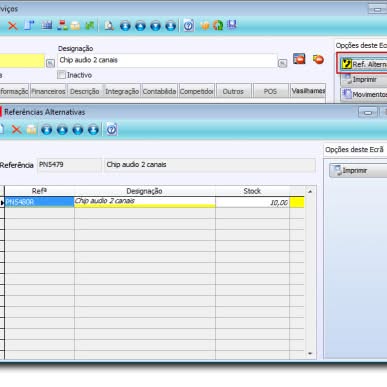 viços
Designação
Chip audio 2 canais
Inactivo
Opções deste Ec
Ref. Altern
Imprimir
Movimentos
formação Financeiros Descrição Integração Contabilida Competidor Outros POS Vasilhames
Referências Alternativas
Opções deste Ecrã
Referência PN5479 Chip audio 2 canais
Imprimir
Refª Designação Stock
PN5480R Chip audio 2 canais 10,00